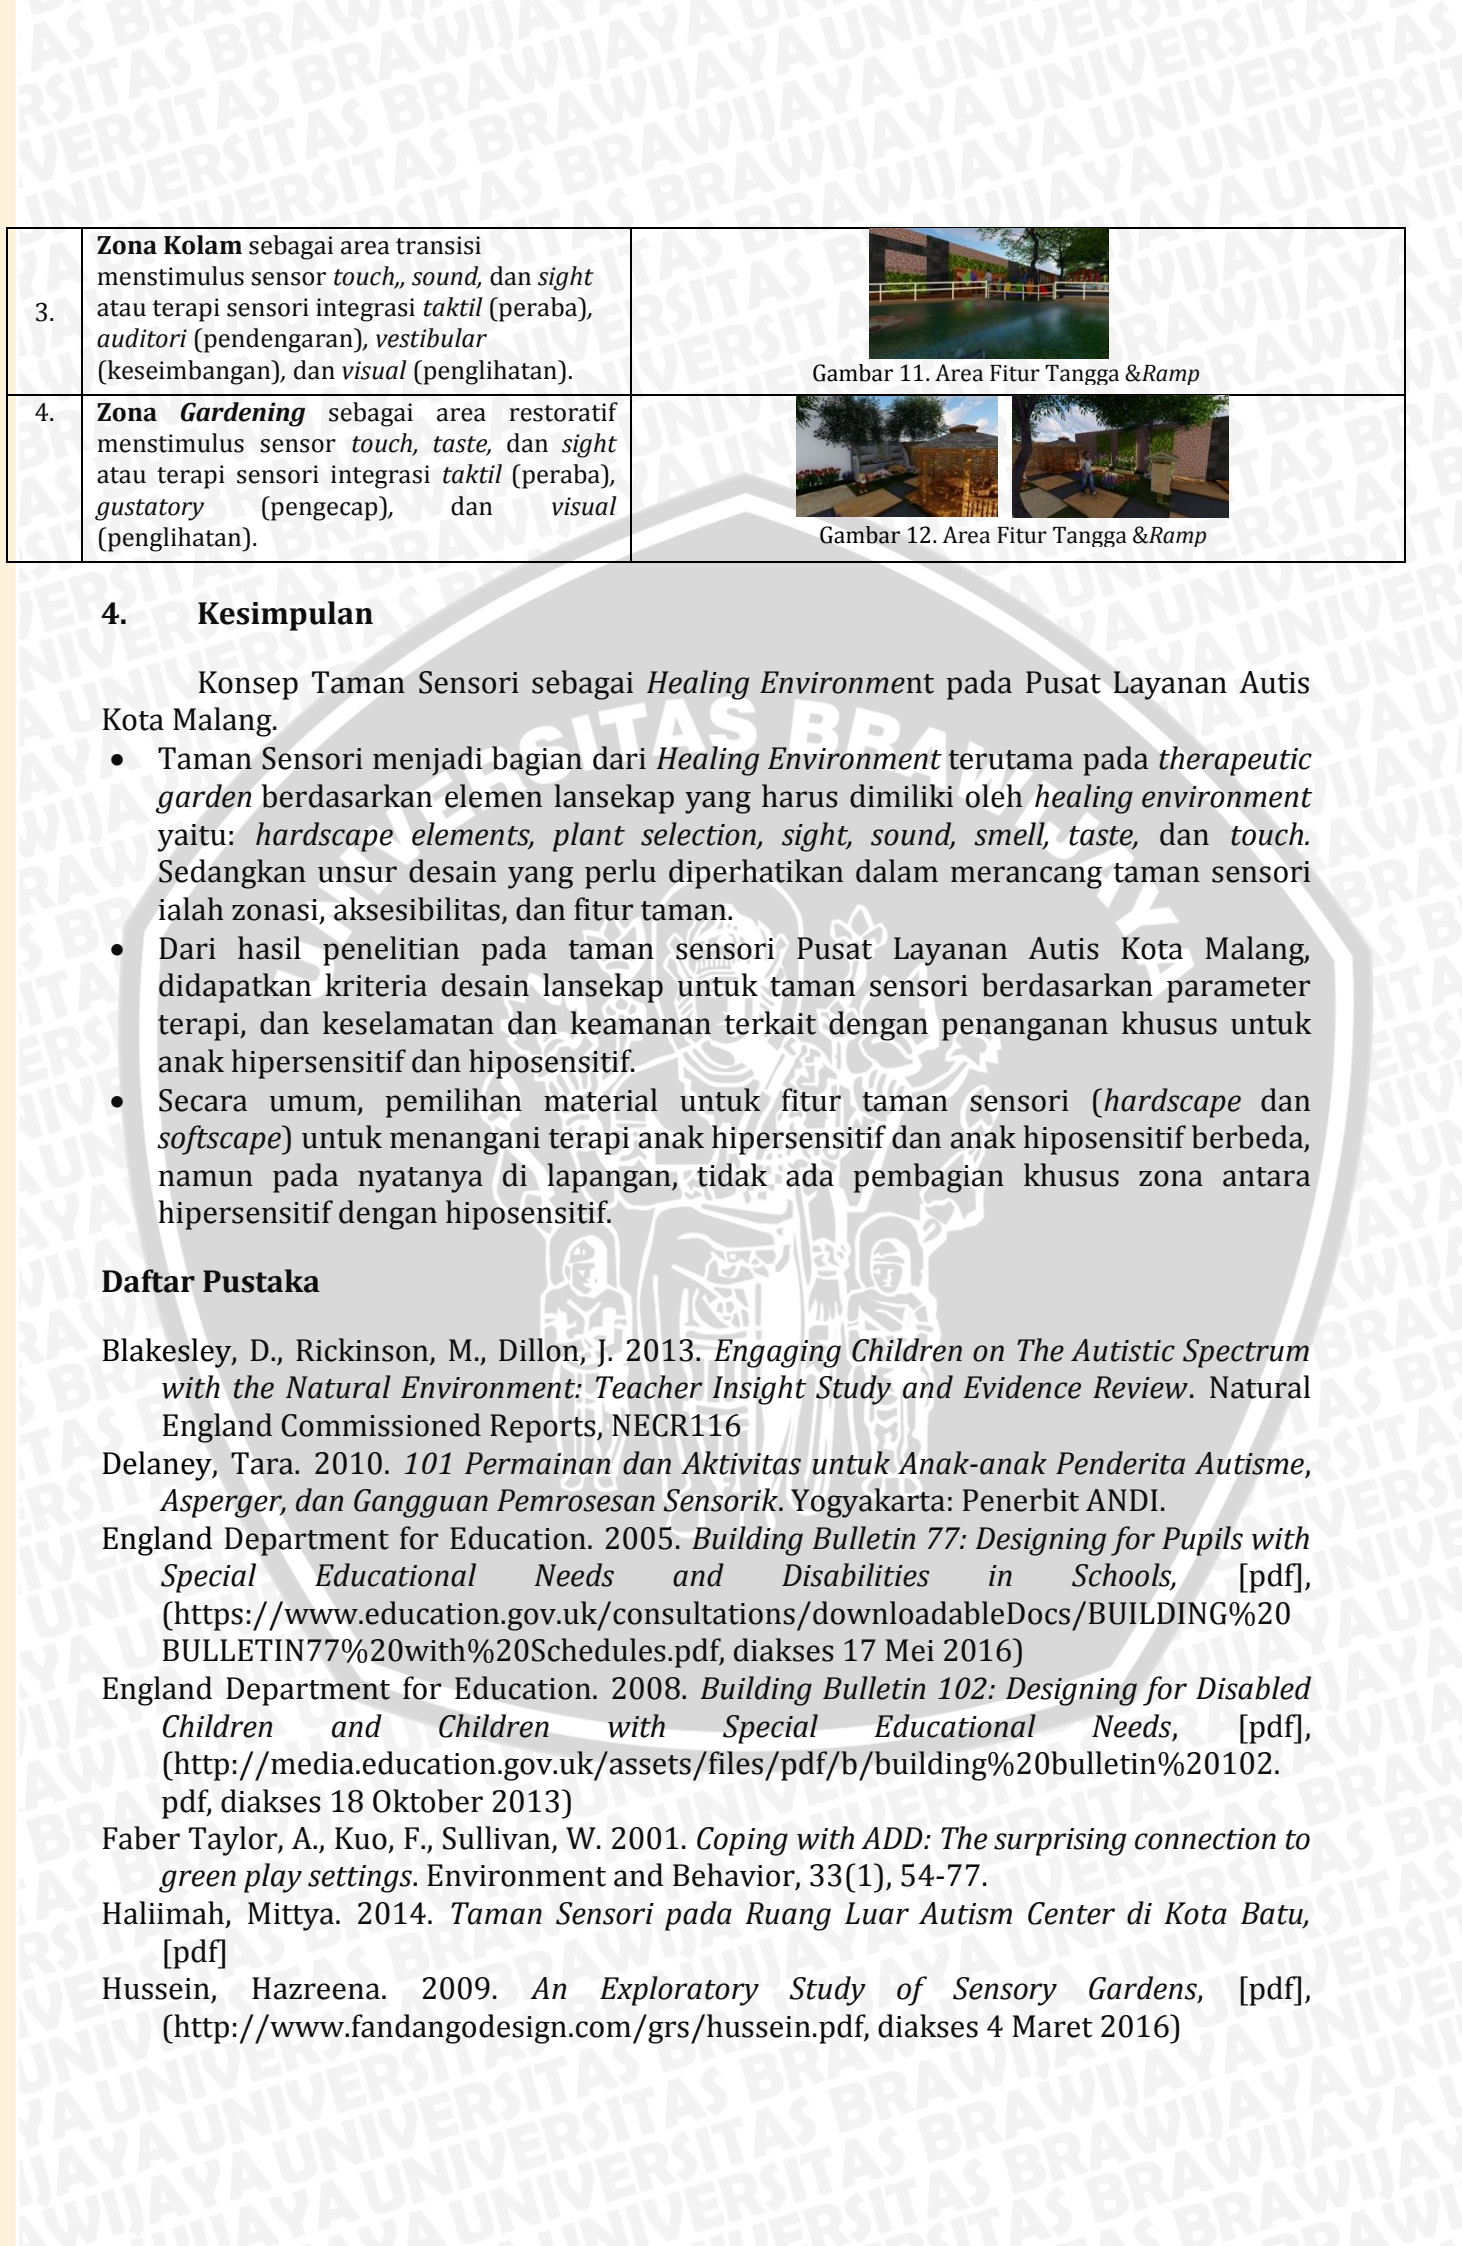 3.
Zona Kolam sebagai area transisi
menstimulus sensor touch,, sound, dan sight
atau terapi sensori integrasi taktil (peraba),
auditori (pendengaran), vestibular
(keseimbangan), dan visual (penglihatan).
Gambar 11. Area Fitur Tangga &Ramp
4.
Zona Gardening sebagai area restoratif
menstimulus sensor touch, taste, dan sight
atau terapi sensori integrasi taktil (peraba),
gustatory (pengecap), dan visual
(penglihatan).
Gambar 12. Area Fitur Tangga &Ramp
4. Kesimpulan
Konsep Taman Sensori sebagai Healing Environment pada Pusat Layanan Autis
Kota Malang.
• Taman Sensori menjadi bagian dari Healing Environment terutama pada therapeutic
garden berdasarkan elemen lansekap yang harus dimiliki oleh healing environment
yaitu: hardscape elements, plant selection, sight, sound, smell, taste, dan touch.
Sedangkan unsur desain yang perlu diperhatikan dalam merancang taman sensori
ialah zonasi, aksesibilitas, dan fitur taman.
• Dari hasil penelitian pada taman sensori Pusat Layanan Autis Kota Malang,
didapatkan kriteria desain lansekap untuk taman sensori berdasarkan parameter
terapi, dan keselamatan dan keamanan terkait dengan penanganan khusus untuk
anak hipersensitif dan hiposensitif.
• Secara umum, pemilihan material untuk fitur taman sensori (hardscape dan
softscape) untuk menangani terapi anak hipersensitif dan anak hiposensitif berbeda,
namun pada nyatanya di lapangan, tidak ada pembagian khusus zona antara
hipersensitif dengan hiposensitif.
Daftar Pustaka
Blakesley, D., Rickinson, M., Dillon, J. 2013. Engaging Children on The Autistic Spectrum
with the Natural Environment: Teacher Insight Study and Evidence Review. Natural
England Commissioned Reports, NECR116
Delaney, Tara. 2010. 101 Permainan dan Aktivitas untuk Anak-anak Penderita Autisme,
Asperger, dan Gangguan Pemrosesan Sensorik. Yogyakarta: Penerbit ANDI.
England Department for Education. 2005. Building Bulletin 77: Designing for Pupils with
Special Educational Needs and Disabilities in Schools, [pdf],
(https://www.education.gov.uk/consultations/downloadableDocs/BUILDING%20
BULLETIN77%20with%20Schedules.pdf, diakses 17 Mei 2016)
England Department for Education. 2008. Building Bulletin 102: Designing for Disabled
Children and Children with Special Educational Needs, [pdf],
(http://media.education.gov.uk/assets/files/pdf/b/building%20bulletin%20102.
pdf, diakses 18 Oktober 2013)
Faber Taylor, A., Kuo, F., Sullivan, W. 2001. Coping with ADD: The surprising connection to
green play settings. Environment and Behavior, 33(1), 54-77.
Haliimah, Mittya. 2014. Taman Sensori pada Ruang Luar Autism Center di Kota Batu,
[pdf]
Hussein, Hazreena. 2009. An Exploratory Study of Sensory Gardens, [pdf],
(http://www.fandangodesign.com/grs/hussein.pdf, diakses 4 Maret 2016)
UNIVERSITAS BRAWIJAYA